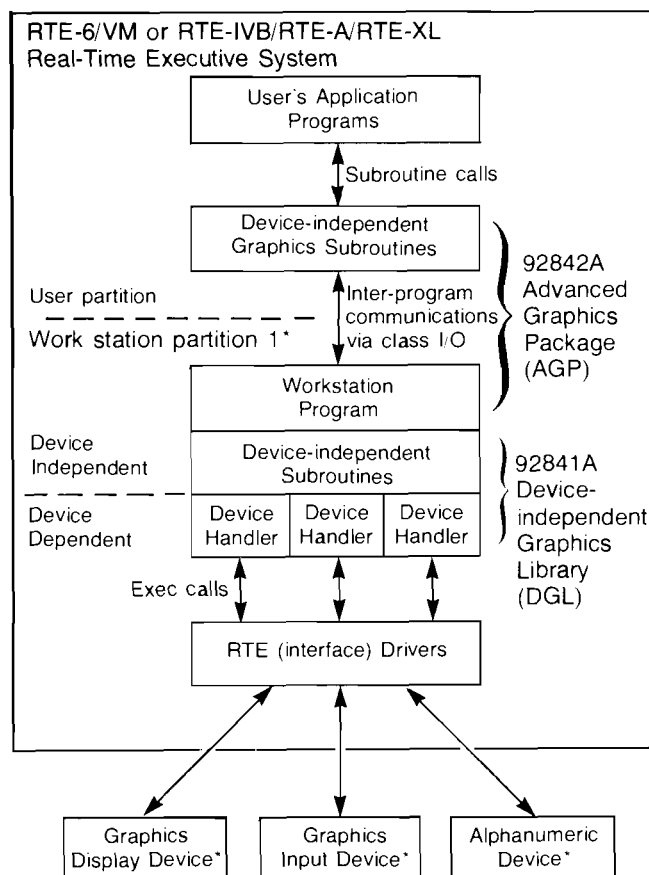 RTE-6/VM or RTE-IVB/RTE-A/RTE-XL
Real-Time Executive System
User's Application
Programs
Subroutine calls
Device-independent
Graphics Subroutines
User partition
Inter-program
communications
via class I/O
Work station partition 1*
92842A
Advanced
Graphics
Package
(AGP)
Workstation
Program
Device
Independent
Device-independent
Subroutines
Device
Dependent
Device
Handler
Device
Handler
Device
Handler
92841A
Device-
independent
Graphics
Library
(DGL)
Exec calls
RTE (interface) Drivers
Graphics
Display Device*
Graphics
Input Device*
Alphanumeric
Device*